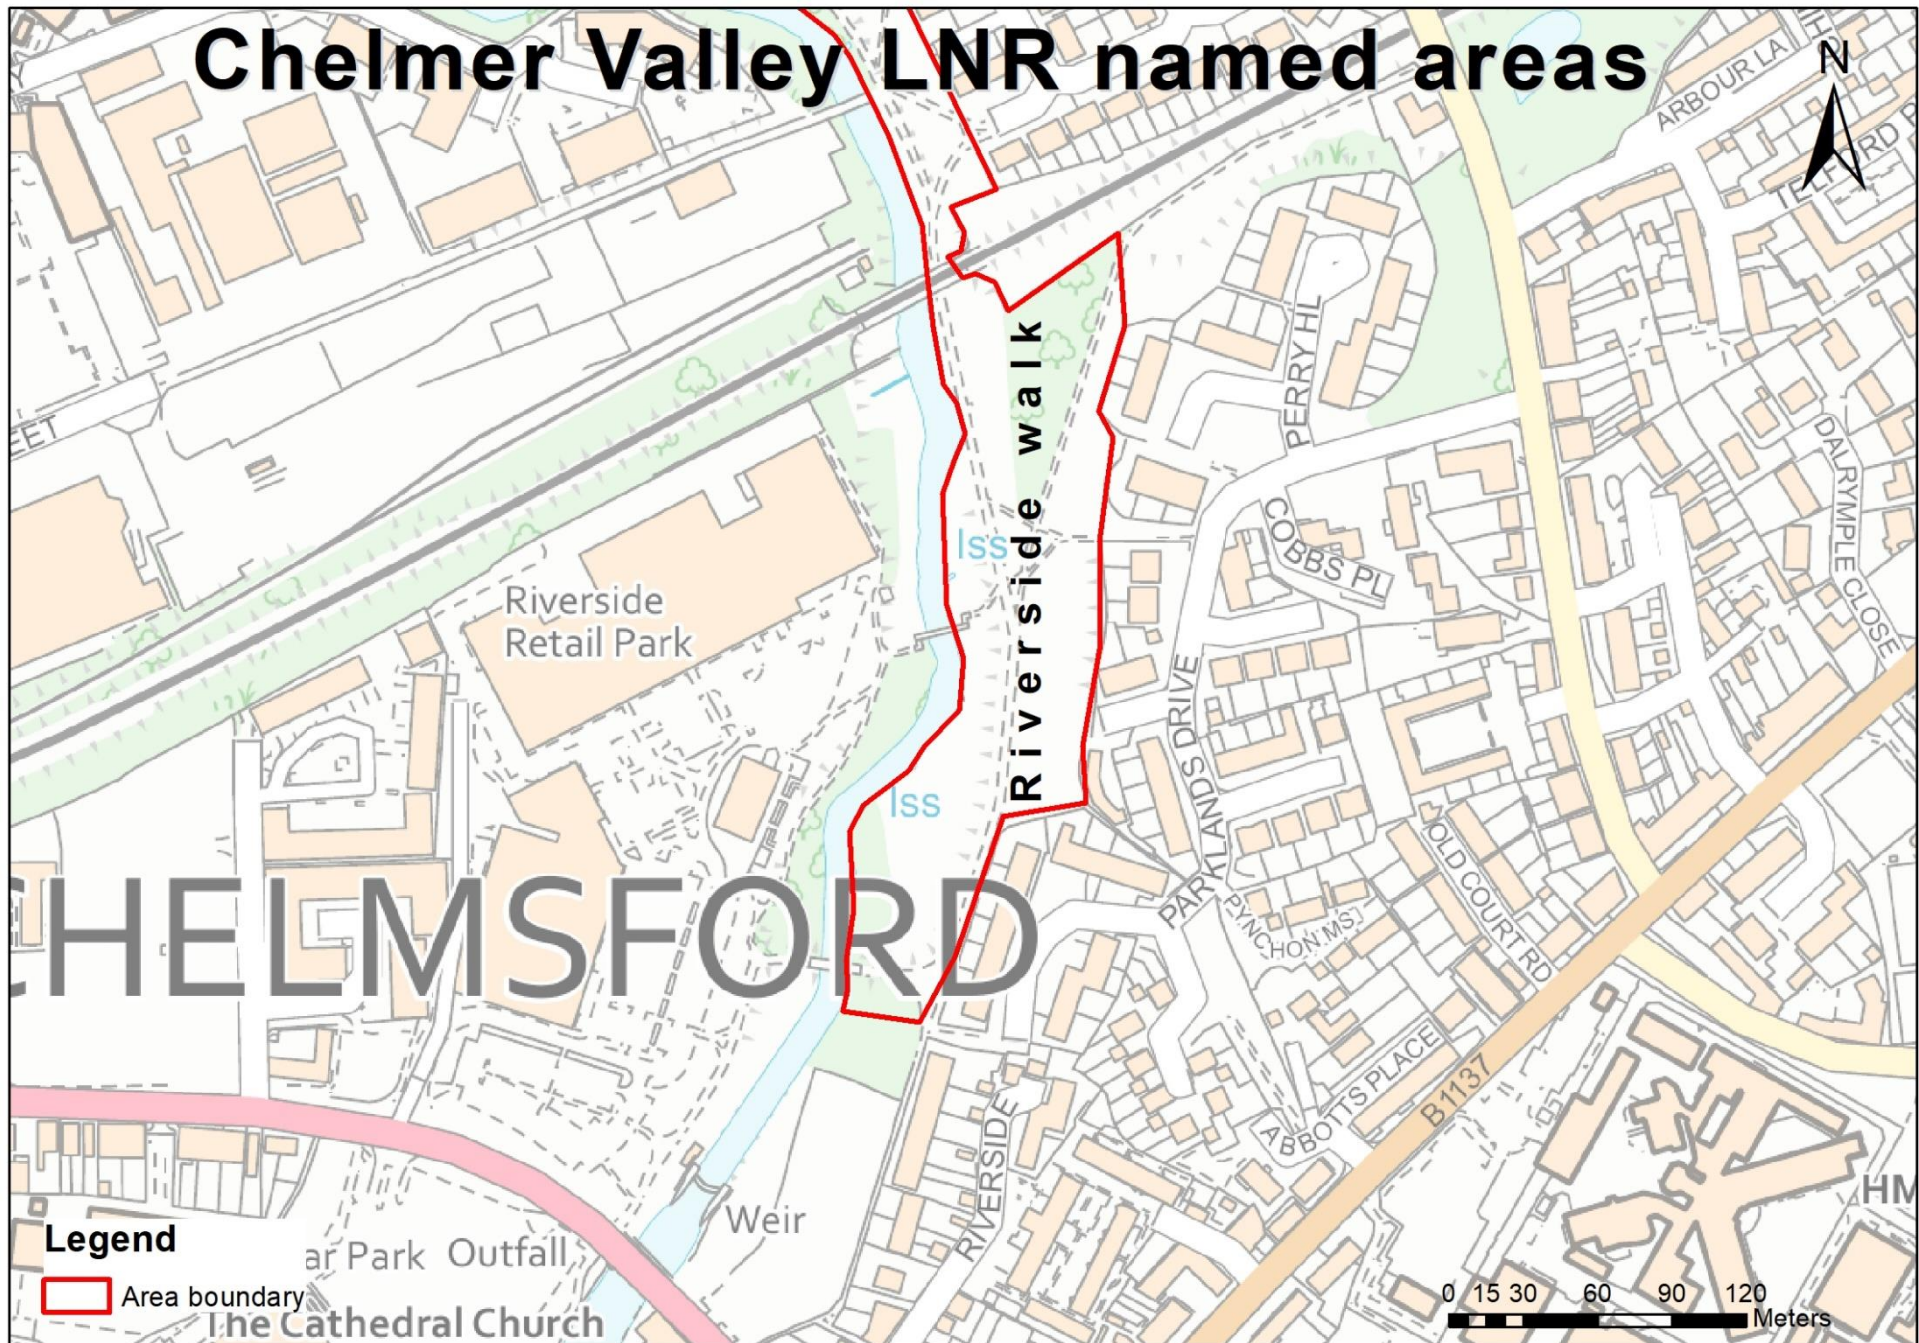 Chelmer Valley LNR named areas
N
ARBOUR LA
TELFORD P
EET
PERRY HL
Riverside walk
DALRYMPLE CLOSE
COBBS PL
Iss
Riverside
Retail Park
PARKLANDS DRIVE
Iss
OLD COURT RD
PYNCHON MS
CHELMSFORD
ABBOTTS PLACE
B1137
RIVERSIDE
HM
Weir
Legend
ar Park
Outfall
Area boundary
The Cathedral Church
0 15 30 60 90 120
Meters